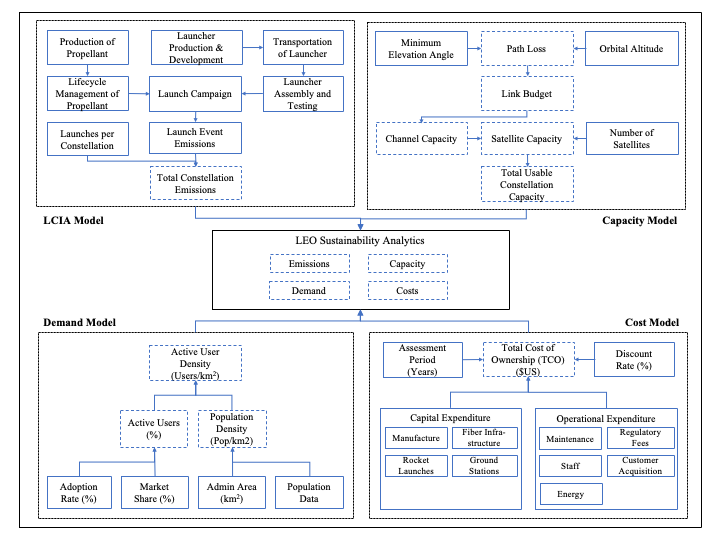 Production of
Propellant
Launcher
Production &
Development
Transportation
of Launcher
Lifecycle
Management of
Propellant
Launch Campaign
Launcher
Assembly and
Testing
Launches per
Constellation
Launch Event
Emissions
Total Constellation
Emissions
LCIA Model
Minimum
Elevation Angle
Path Loss
Orbital Altitude
Link Budget
Channel Capacity
Satellite Capacity
Number of
Satellites
Total Usable
Constellation
Capacity
Capacity Model
LEO Sustainability Analytics
Emissions
Capacity
Demand
Costs
Demand Model
Active User
Density
(Users/km²)
Active Users
(%)
Population
Density
(Pop/km2)
Adoption
Rate (%)
Market
Share (%)
Admin Area
(km²)
Population
Data
Cost Model
Assessment
Period
(Years)
Total Cost of
Ownership (TCO)
($US)
Discount
Rate (%)
Capital Expenditure
Manufacture
Fiber Infra-
structure
Rocket
Launches
Ground
Stations
Operational Expenditure
Maintenance
Regulatory
Fees
Staff
Customer
Acquisition
Energy